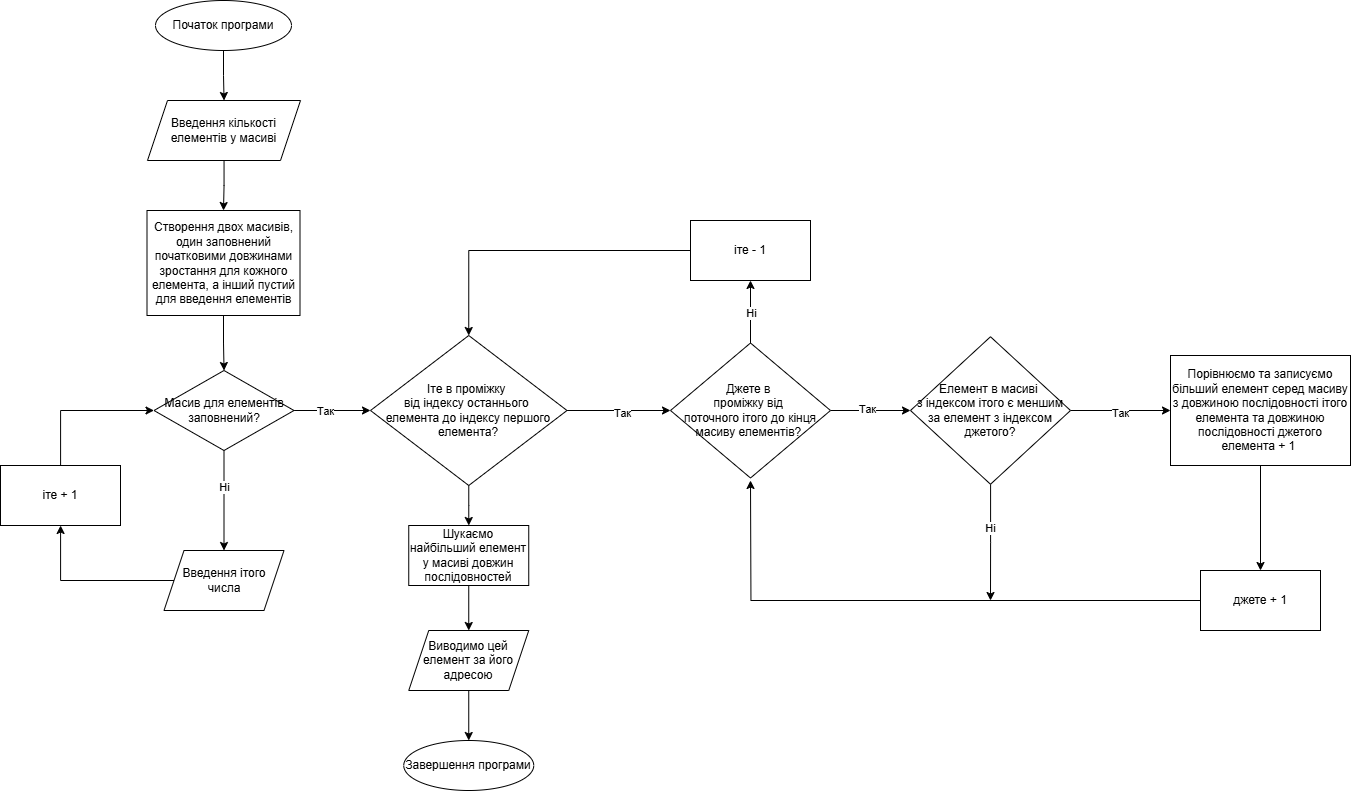 Початок програми
Введення кількості
елементів у масиві
Створення двох масивів,
один заповнений
початковими довжинами
зростання для кожного
елемента, а інший пустий
для введення елементів
Масив для елементів
заповнений?
Так
Ні
Введення ітого
числа
іте + 1
Іте в проміжку
від індексу останнього
елемента до індексу першого
елемента?
Так
Шукаємо
найбільший елемент
у масиві довжин
послідовностей
Виводимо цей
елемент за його
адресою
Завершення програми
іте - 1
Ні
Джете в
проміжку від
поточного ітого до кінця
масиву елементів?
Так
Елемент в масиві
з індексом ітого є меншим
за елемент з індексом
джетого?
Так
Ні
Порівнюємо та записуємо
більший елемент серед масиву
з довжиною послідовності ітого
елемента та довжиною
послідовності джетого
елемента + 1
джете + 1